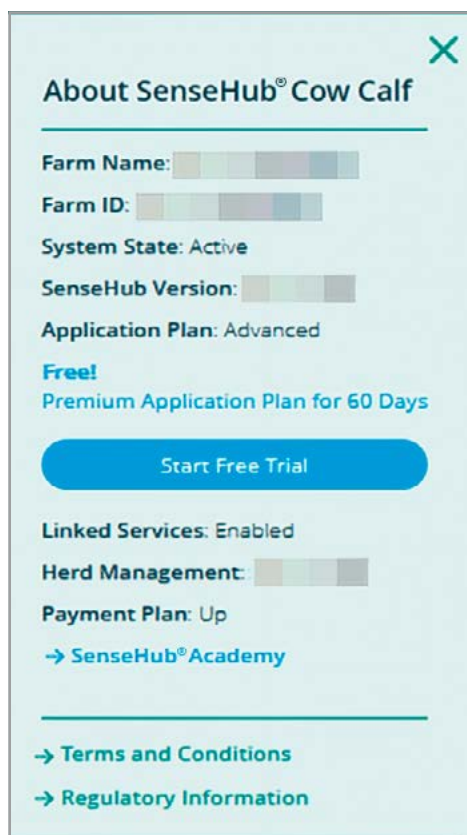 About SenseHub® Cow Calf
Farm Name:
Farm ID:
System State: Active
SenseHub Version:
Application Plan: Advanced
Free!
Premium Application Plan for 60 Days
Start Free Trial
Linked Services: Enabled
Herd Management:
Payment Plan: Up
→ SenseHub® Academy
→ Terms and Conditions
→ Regulatory Information